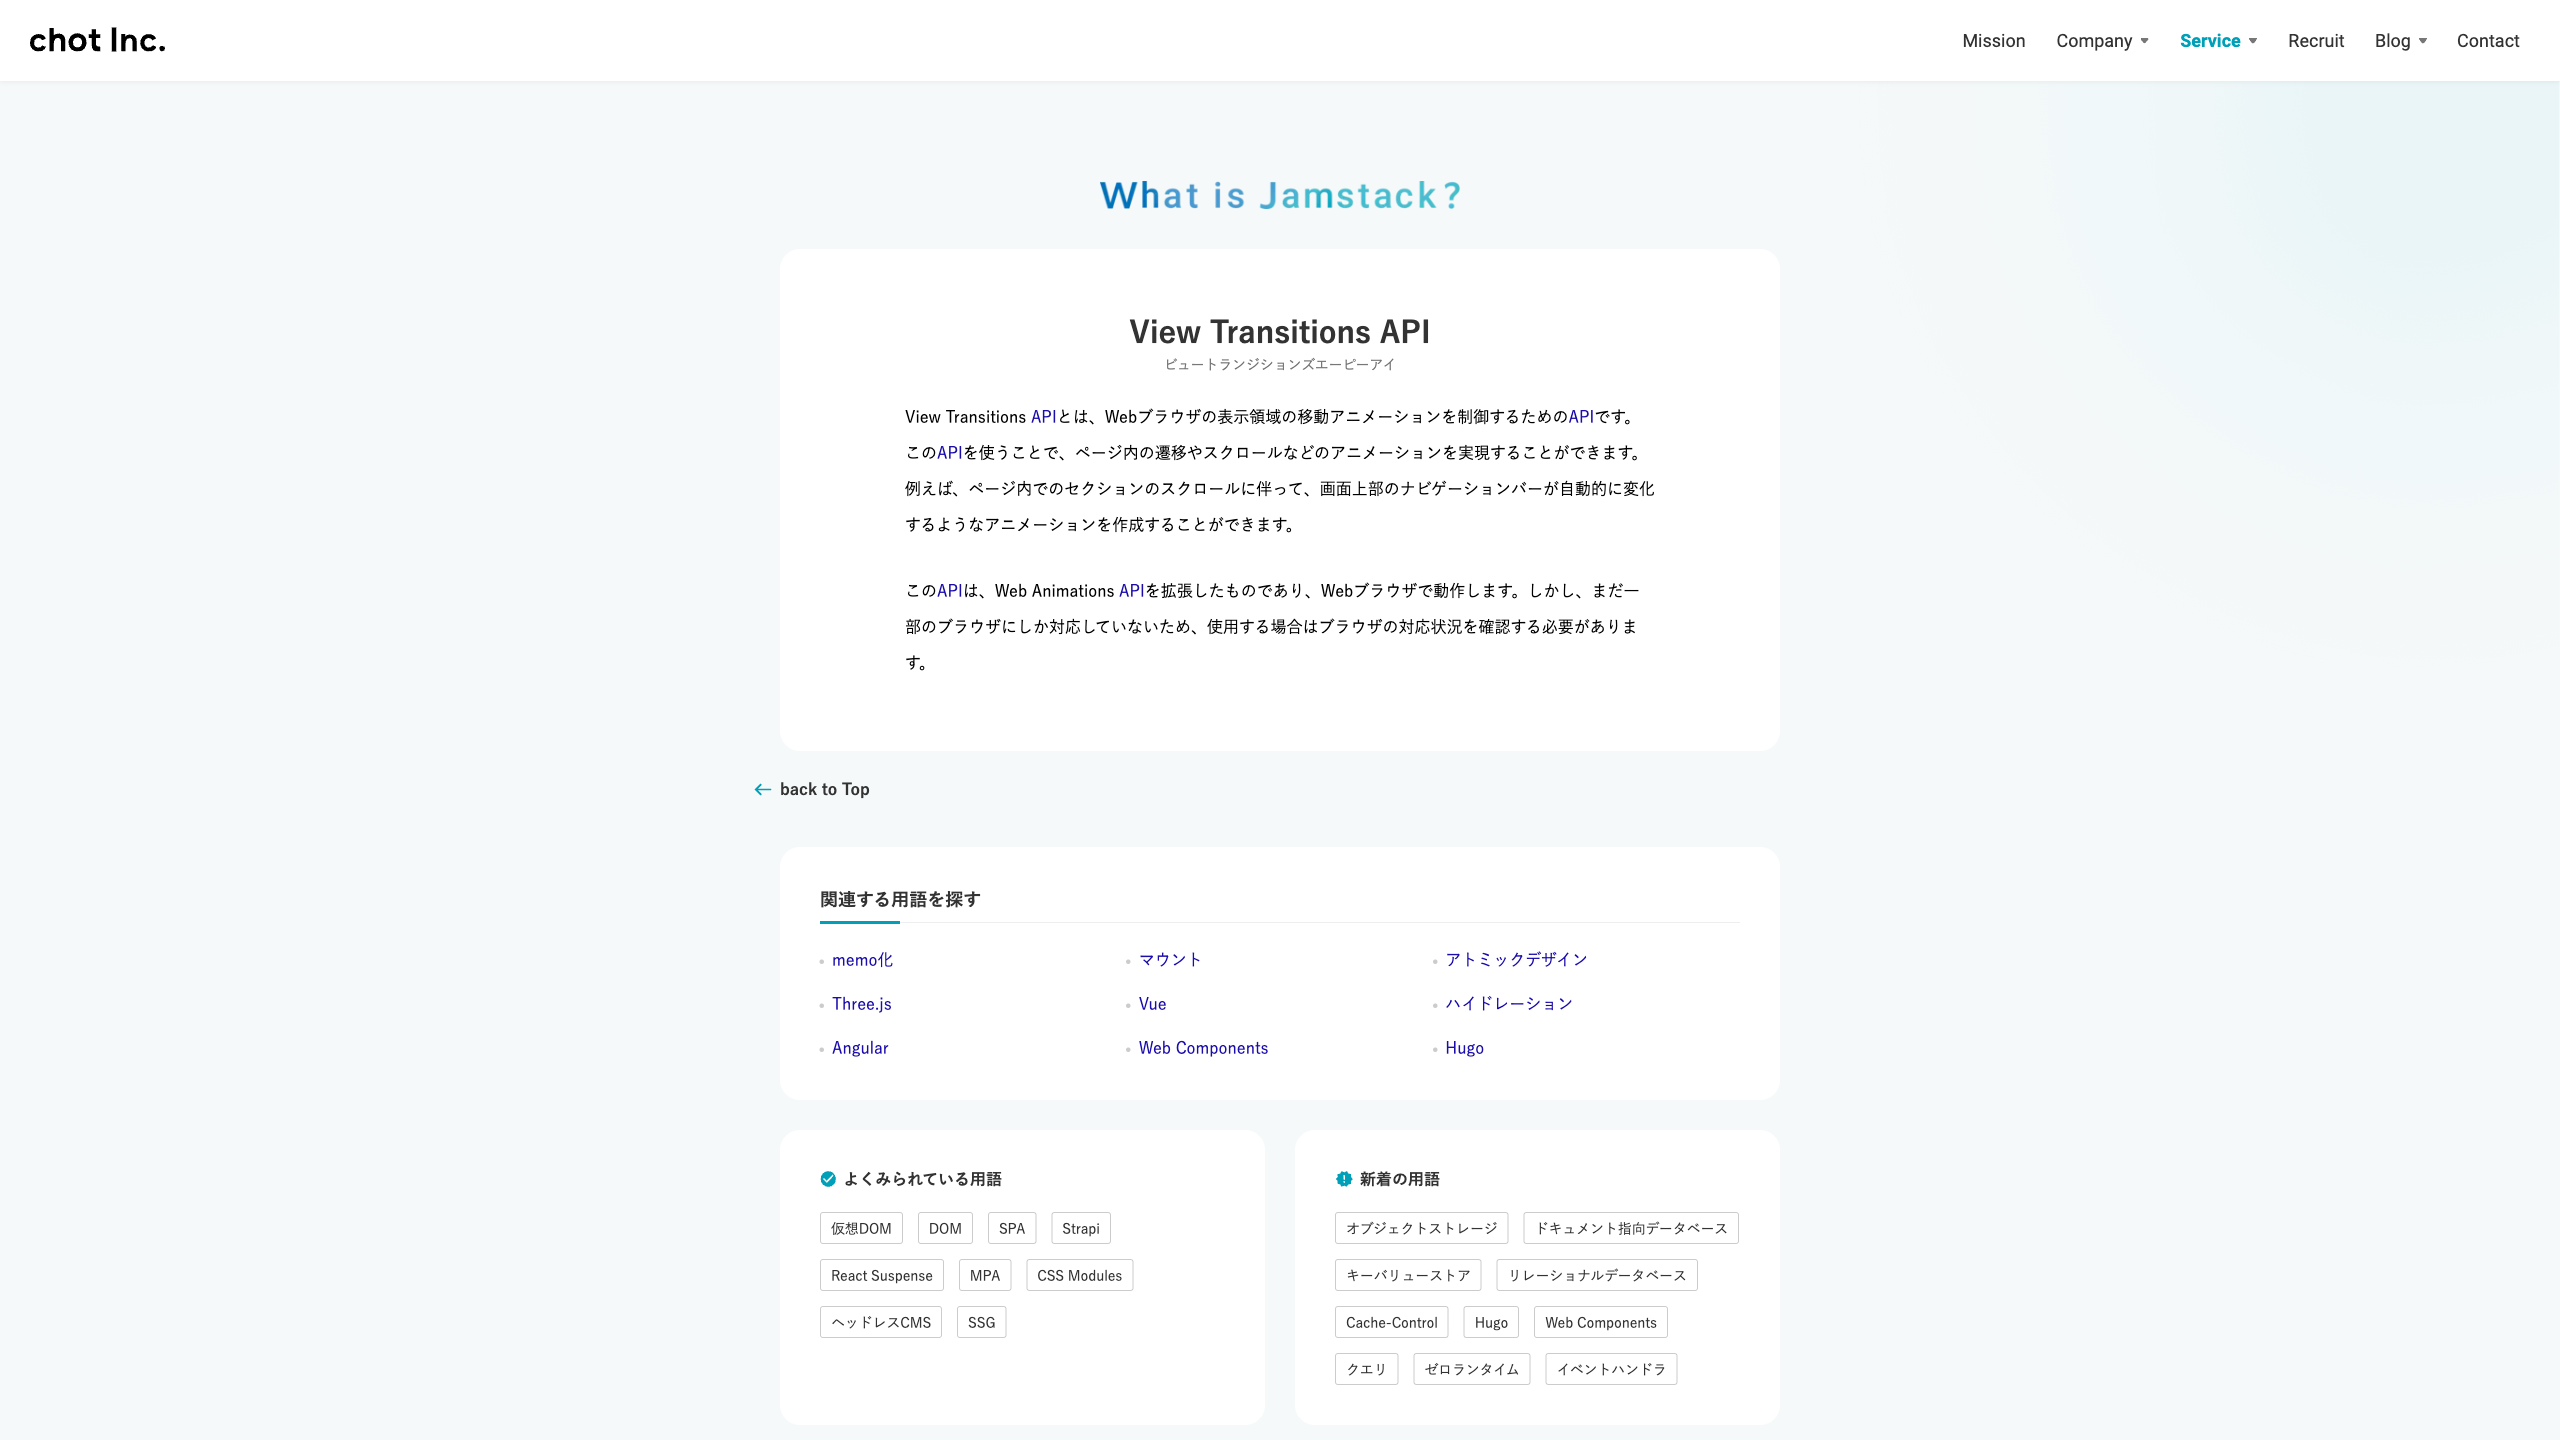 chot Inc.
Mission Company Service Recruit Blog Contact
What is Jamstack?
View Transitions API
ビュートランジションズエーピーアイ
View Transitions APIとは、Webブラウザの表示領域の移動アニメーションを制御するためのAPIです。
このAPIを使うことで、ページ内の遷移やスクロールなどのアニメーションを実現することができます。
例えば、ページ内でのセクションのスクロールに伴って、画面上部のナビゲーションバーが自動的に変化
するようなアニメーションを作成することができます。
このAPIは、Web Animations APIを拡張したものであり、Webブラウザで動作します。しかし、まだ一
部のブラウザにしか対応していないため、使用する場合はブラウザの対応状況を確認する必要がありま
す。
back to Top
関連する用語を探す
memo化 マウント アトミックデザイン
Three.js Vue ハイドレーション
Angular Web Components Hugo
よくみられている用語
仮想DOM DOM SPA Strapi
React Suspense MPA CSS Modules
ヘッドレスCMS SSG
新着の用語
オブジェクトストレージ ドキュメント指向データベース
キーバリューストア リレーショナルデータベース
Cache-Control Hugo Web Components
クエリ ゼロランタイム イベントハンドラ